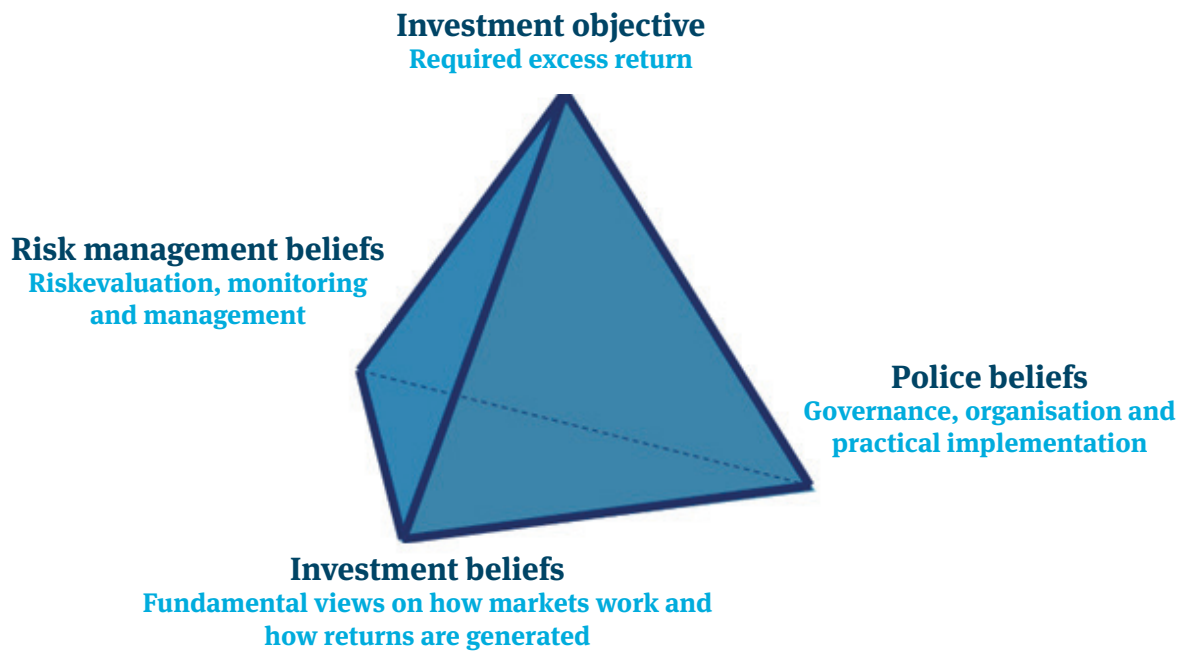 Investment objective
Required excess return
Risk management beliefs
Riskevaluation, monitoring
and management
Police beliefs
Governance, organisation and
practical implementation
Investment beliefs
Fundamental views on how markets work and
how returns are generated